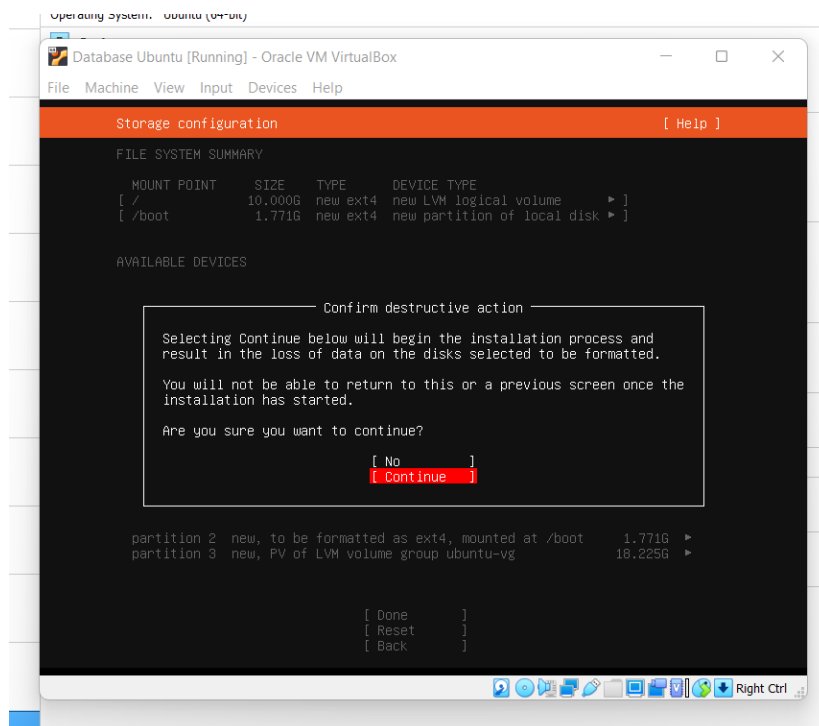 Operating System: Ubuntu (64-bit)
Database Ubuntu [Running] - Oracle VM VirtualBox
File Machine View Input Devices Help
Storage configuration [ Help ]
FILE SYSTEM SUMMARY
MOUNT POINT SIZE TYPE DEVICE TYPE
[ / 10.000G new ext4 new LVM logical volume ▸ ]
[ /boot 1.771G new ext4 new partition of local disk ▸ ]
AVAILABLE DEVICES
Confirm destructive action
Selecting Continue below will begin the installation process and
result in the loss of data on the disks selected to be formatted.
You will not be able to return to this or a previous screen once the
installation has started.
Are you sure you want to continue?
[ No ]
[ Continue ]
partition 2 new, to be formatted as ext4, mounted at /boot 1.771G ▸
partition 3 new, PV of LVM volume group ubuntu-vg 18.225G ▸
[ Done ]
[ Reset ]
[ Back ]
Right Ctrl